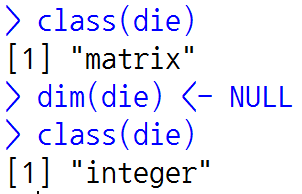 > class(die)
[1] "matrix"
> dim(die) <- NULL
> class(die)
[1] "integer"